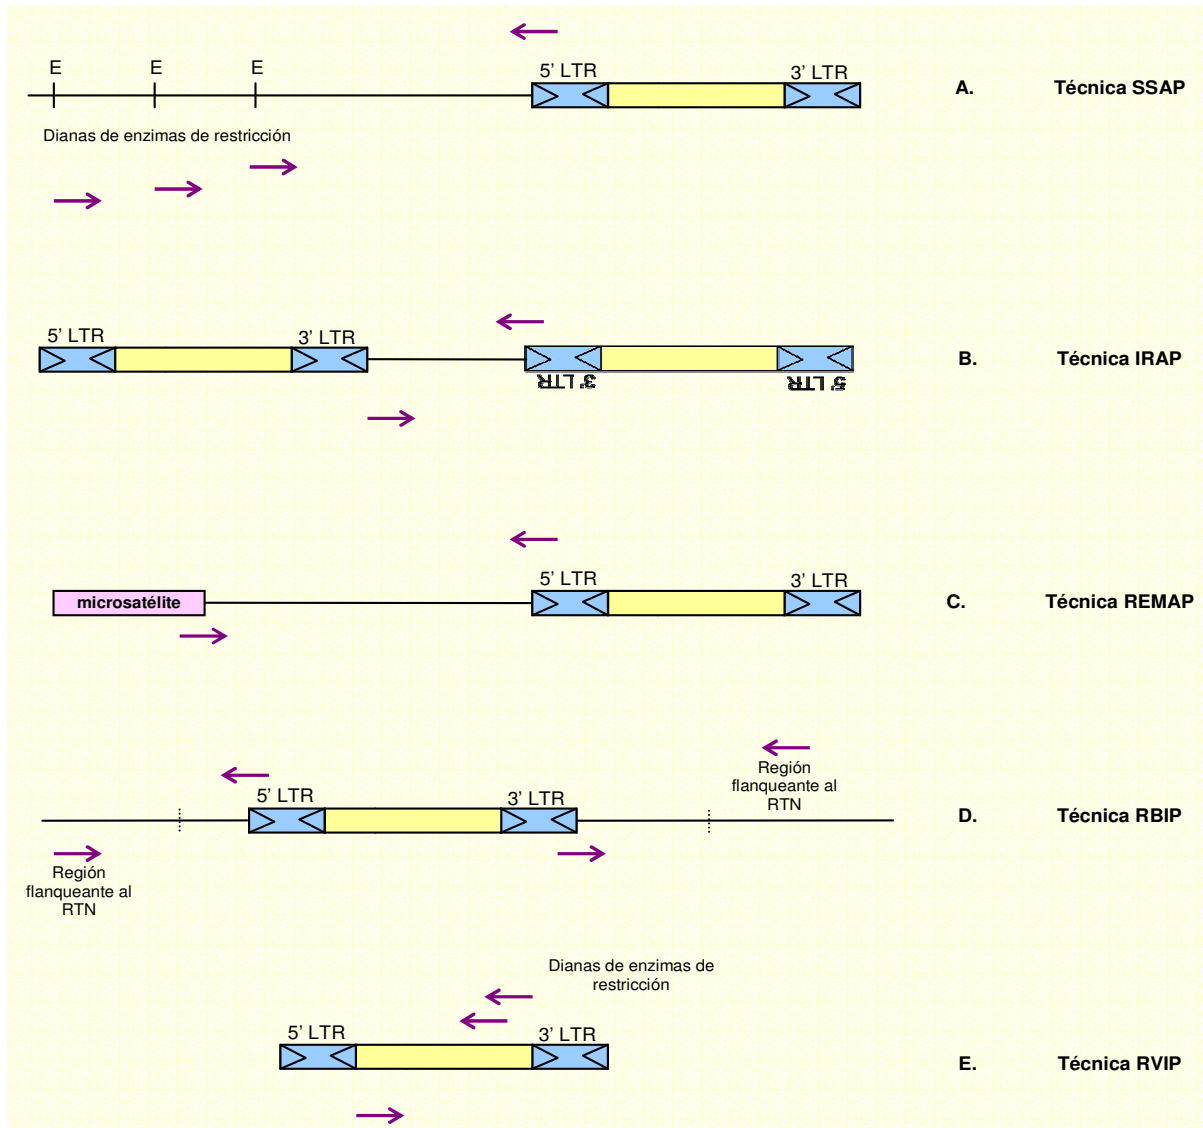 E E E
5' LTR 3' LTR
A. Técnica SSAP
Dianas de enzimas de restricción
5' LTR 3' LTR
B. Técnica IRAP
3' LTR 5' LTR
5' LTR 3' LTR
microsatélite
C. Técnica REMAP
Región
flanqueante al
RTN
5' LTR 3' LTR
D. Técnica RBIP
Región
flanqueante al
RTN
Dianas de enzimas de
restricción
5' LTR 3' LTR
E. Técnica RVIP